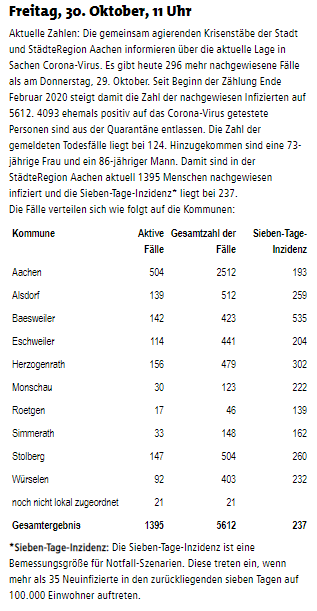 Freitag, 30. Oktober, 11 Uhr
Aktuelle Zahlen: Die gemeinsam agierenden Krisenstäbe der Stadt
und StädteRegion Aachen informieren über die aktuelle Lage in
Sachen Corona-Virus. Es gibt heute 296 mehr nachgewiesene Fälle
als am Donnerstag, 29. Oktober. Seit Beginn der Zählung Ende
Februar 2020 steigt damit die Zahl der nachgewiesen Infizierten auf
5612. 4093 ehemals positiv auf das Corona-Virus getestete
Personen sind aus der Quarantäne entlassen. Die Zahl der
gemeldeten Todesfälle liegt bei 124. Hinzugekommen sind eine 73-
jährige Frau und ein 86-jähriger Mann. Damit sind in der
StädteRegion Aachen aktuell 1395 Menschen nachgewiesen
infiziert und die Sieben-Tage-Inzidenz* liegt bei 237.
Die Fälle verteilen sich wie folgt auf die Kommunen:
Kommune Aktive Gesamtzahl der Sieben-Tage-
Fälle Fälle Inzidenz
Aachen 504 2512 193
Alsdorf 139 512 259
Baesweiler 142 423 535
Eschweiler 114 441 204
Herzogenrath 156 479 302
Monschau 30 123 222
Roetgen 17 46 139
Simmerath 33 148 162
Stolberg 147 504 260
Würselen 92 403 232
noch nicht lokal zugeordnet 21 21
Gesamtergebnis 1395 5612 237
*Sieben-Tage-Inzidenz: Die Sieben-Tage-Inzidenz ist eine
Bemessungsgröße für Notfall-Szenarien. Diese treten ein, wenn
mehr als 35 Neuinfizierte in den zurückliegenden sieben Tagen auf
100.000 Einwohner auftreten.